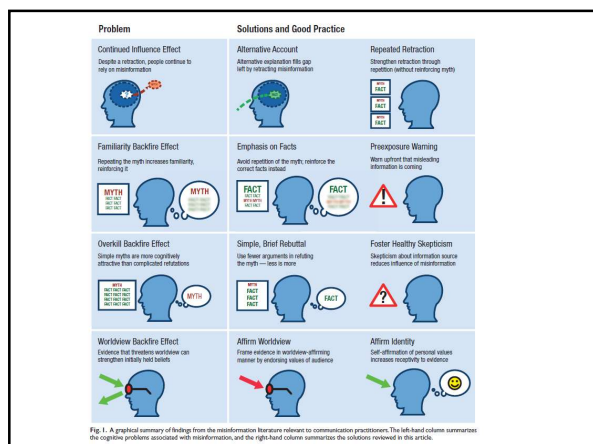 Problem
Solutions and Good Practice
Continued Influence Effect
Despite a retraction, people continue to
rely on misinformation
Alternative Account
Alternative explanation fills gap
left by retracting misinformation
Repeated Retraction
Strengthen retraction through
repetition (without reinforcing myth)
MYTH
FACT
MYTH
FACT
MYTH
FACT
Familiarity Backfire Effect
Repeating the myth increases familiarity,
reinforcing it
MYTH
FACT FACT
FACT FACT
FACT FACT
MYTH
Emphasis on Facts
Avoid repetition of the myth; reinforce the
correct facts instead
FACT
FACT FACT
MYTH MYTH
FACT FACT
FACT
Preexposure Warning
Warn upfront that misleading
information is coming
!
Overkill Backfire Effect
Simple myths are more cognitively
attractive than complicated refutations
MYTH
FACT FACT FACT
FACT FACT FACT
FACT FACT FACT
FACT FACT FACT
MYTH
Simple, Brief Rebuttal
Use fewer arguments in refuting
the myth — less is more
MYTH
FACT
FACT
FACT
FACT
Foster Healthy Skepticism
Skepticism about information source
reduces influence of misinformation
?
Worldview Backfire Effect
Evidence that threatens worldview can
strengthen initially held beliefs
Affirm Worldview
Frame evidence in worldview-affirming
manner by endorsing values of audience
Affirm Identity
Self-affirmation of personal values
increases receptivity to evidence
Fig. 1. A graphical summary of findings from the misinformation literature relevant to communication practitioners. The left-hand column summarizes
the cognitive problems associated with misinformation, and the right-hand column summarizes the solutions reviewed in this article.